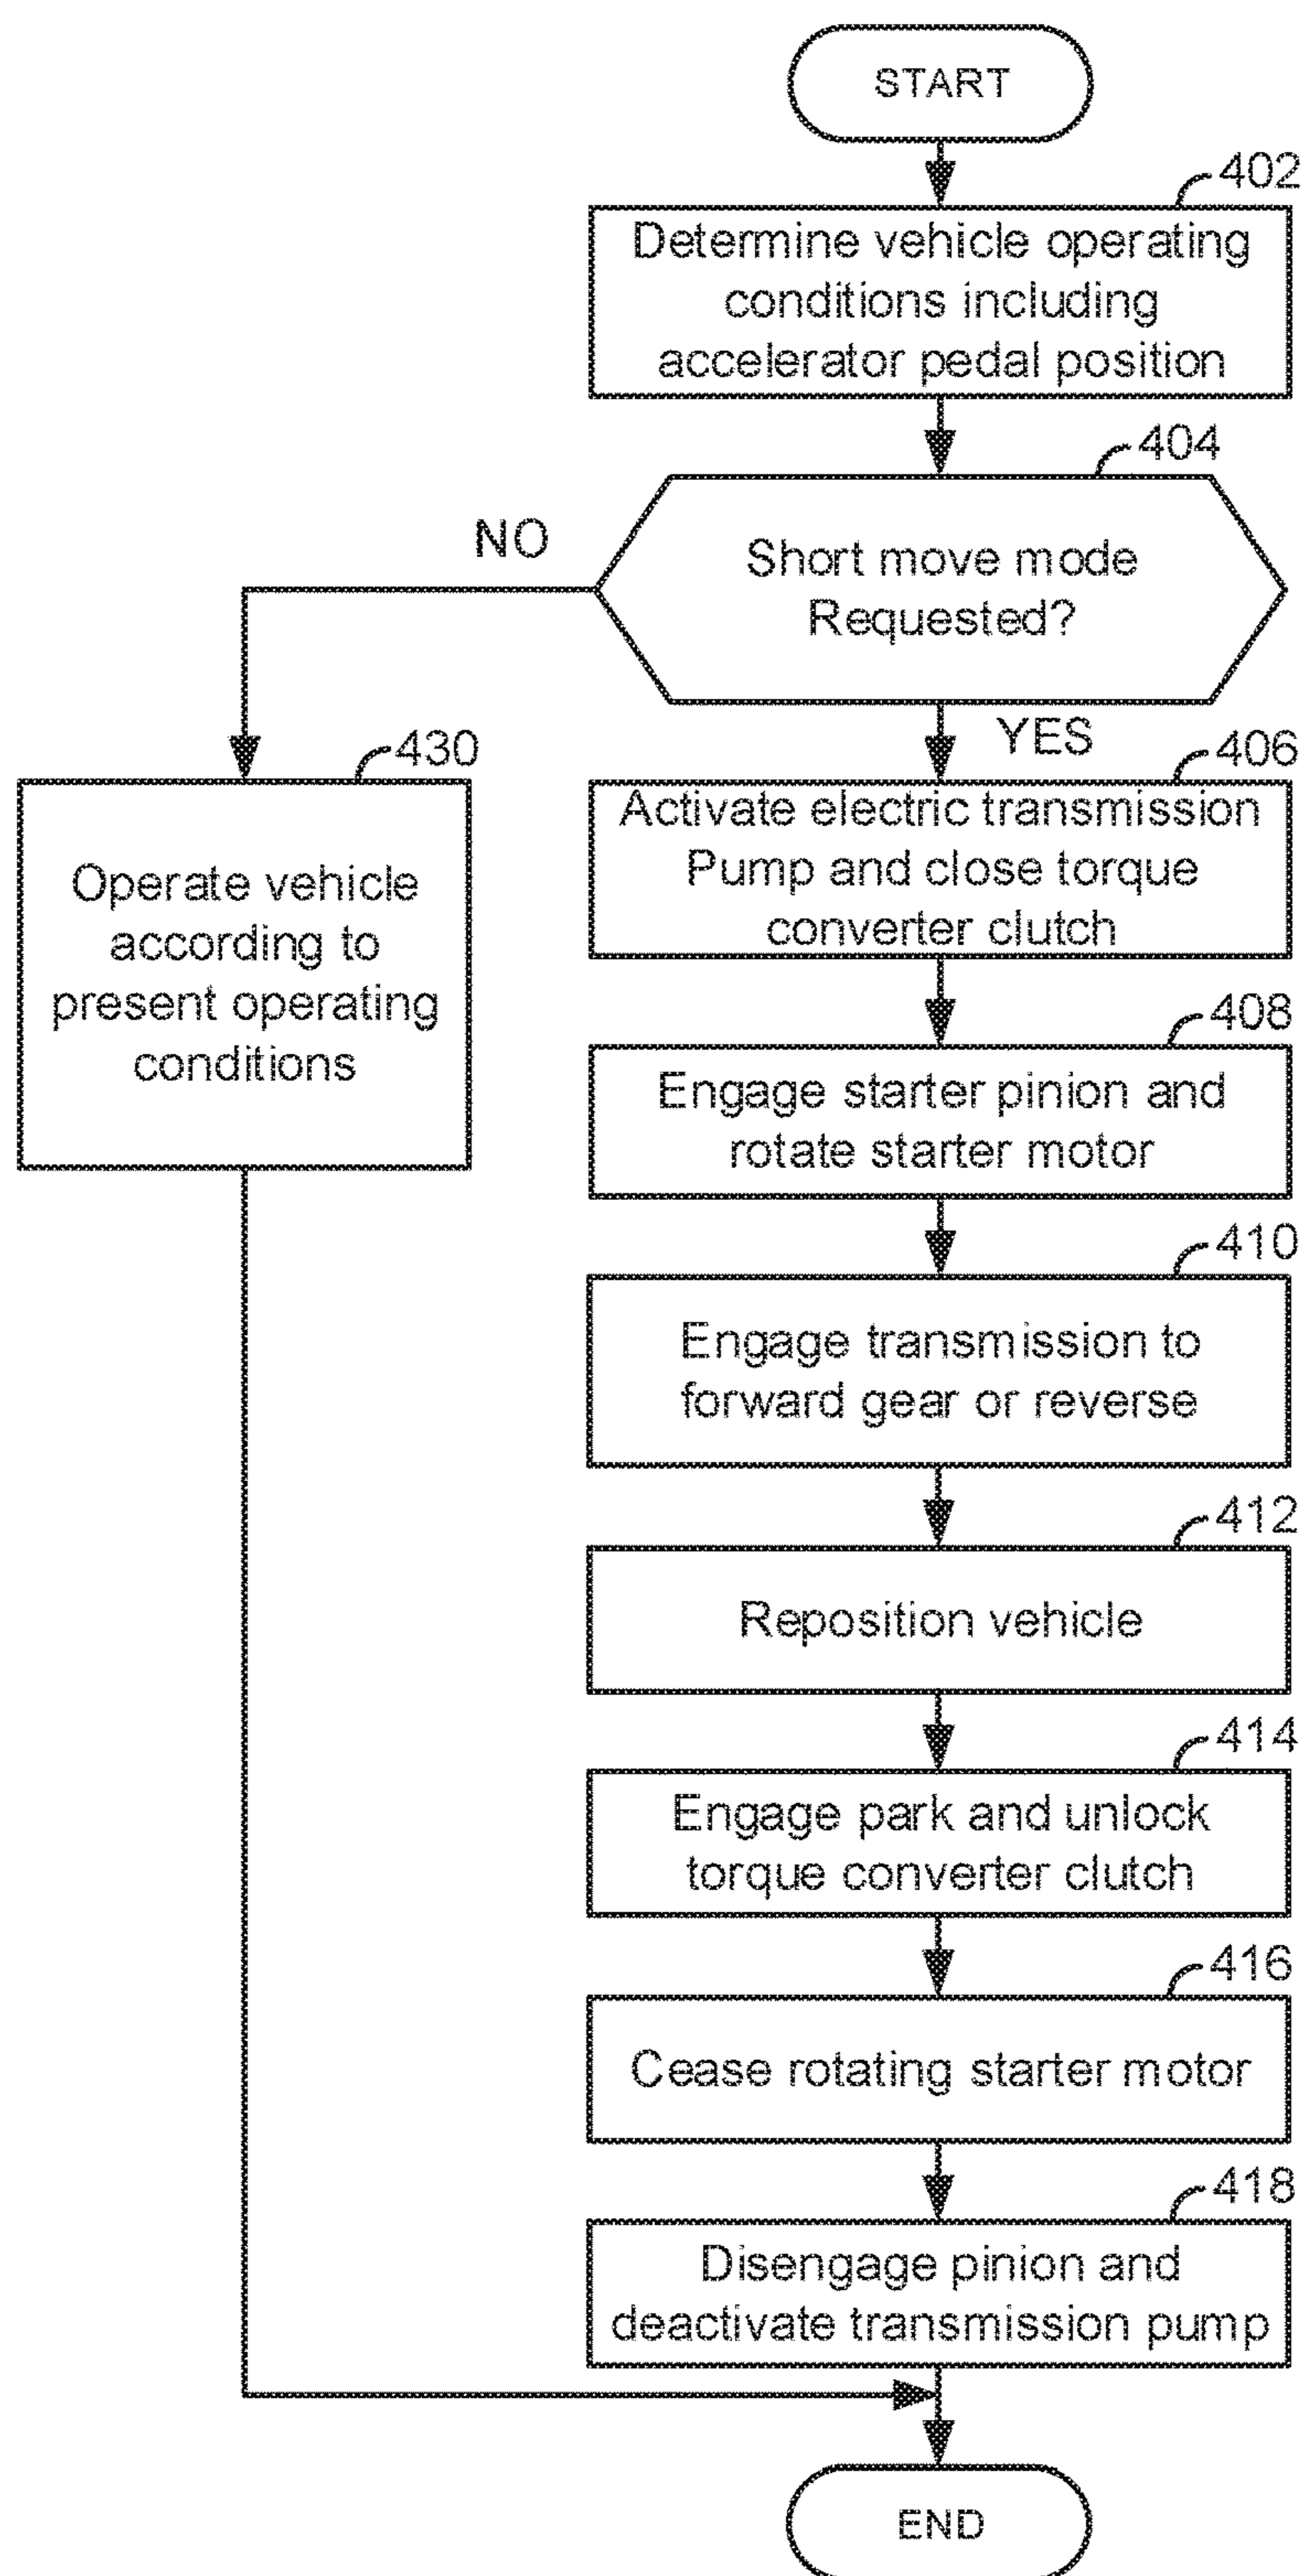 START
402
Determine vehicle operating
conditions including
accelerator pedal position
404
Short move mode
Requested?
NO
YES
430
Operate vehicle
according to
present operating
conditions
406
Activate electric transmission
Pump and close torque
converter clutch
408
Engage starter pinion and
rotate starter motor
410
Engage transmission to
forward gear or reverse
412
Reposition vehicle
414
Engage park and unlock
torque converter clutch
416
Cease rotating starter motor
418
Disengage pinion and
deactivate transmission pump
END